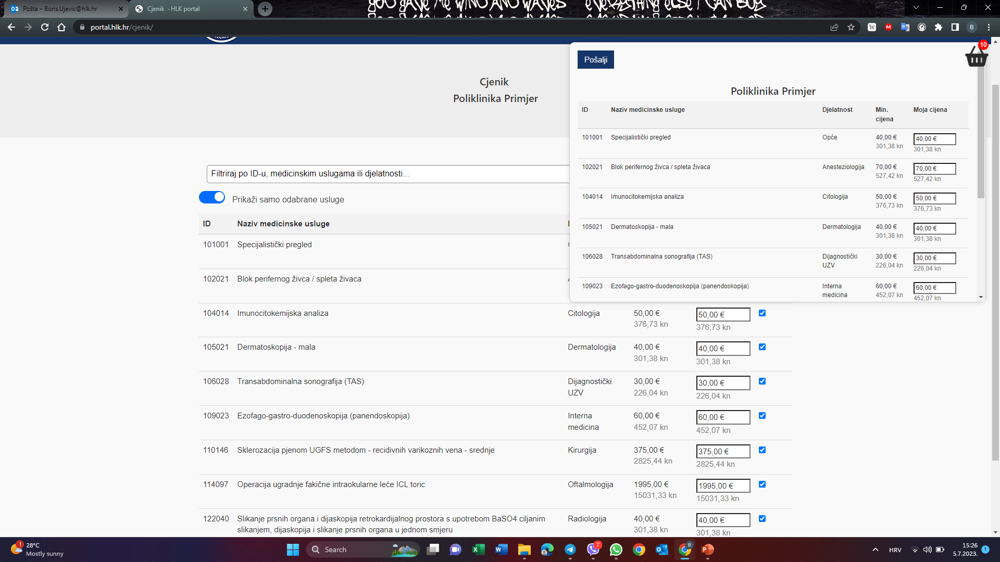 Pošta – Boris.Ujevic@hlk.hr
Cjenik · HLK portal
YOU GAVE ME WIND AND WAVES EVERYTHING ELSE I CAN BUY
portal.hlk.hr/cjenik/
B
10
Pošalji
Cjenik
Poliklinika Primjer
Poliklinika Primjer
ID Naziv medicinske usluge Djelatnost Min. cijena Moja cijena
101001 Specijalistički pregled Opće 40,00 € 40,00 €
301,38 kn 301,38 kn
102021 Blok perifernog živca / spleta živaca Anesteziologija 70,00 € 70,00 €
527,42 kn 527,42 kn
104014 Imunocitokemijska analiza Citologija 50,00 € 50,00 €
376,73 kn 376,73 kn
105021 Dermatoskopija - mala Dermatologija 40,00 € 40,00 €
301,38 kn 301,38 kn
106028 Transabdominalna sonografija (TAS) Dijagnostički UZV 30,00 € 30,00 €
226,04 kn 226,04 kn
109023 Ezofago-gastro-duodenoskopija (panendoskopija) Interna medicina 60,00 € 60,00 €
452,07 kn 452,07 kn
Filtriraj po ID-u, medicinskim uslugama ili djelatnosti...
Prikaži samo odabrane usluge
ID Naziv medicinske usluge
101001 Specijalistički pregled
102021 Blok perifernog živca / spleta živaca
104014 Imunocitokemijska analiza Citologija 50,00 € 50,00 €
376,73 kn 376,73 kn
105021 Dermatoskopija - mala Dermatologija 40,00 € 40,00 €
301,38 kn 301,38 kn
106028 Transabdominalna sonografija (TAS) Dijagnostički 30,00 € 30,00 €
UZV 226,04 kn 226,04 kn
109023 Ezofago-gastro-duodenoskopija (panendoskopija) Interna 60,00 € 60,00 €
medicina 452,07 kn 452,07 kn
110146 Sklerozacija pjenom UGFS metodom - recidivnih varikoznih vena - srednje Kirurgija 375,00 € 375,00 €
2825,44 kn 2825,44 kn
114097 Operacija ugradnje fakične intraokularne leće ICL toric Oftalmologija 1995,00 € 1995,00 €
15031,33 kn 15031,33 kn
122040 Slikanje prsnih organa i dijaskopija retrokardijalnog prostora s upotrebom BaSO4 ciljanim Radiologija 40,00 € 40,00 €
slikanjem, dijaskopija i slikanje prsnih organa u jednom smjeru 301,38 kn 301,38 kn
1
28°C
Mostly sunny
Search
7
B
HRV
15:26
5.7.2023.
1